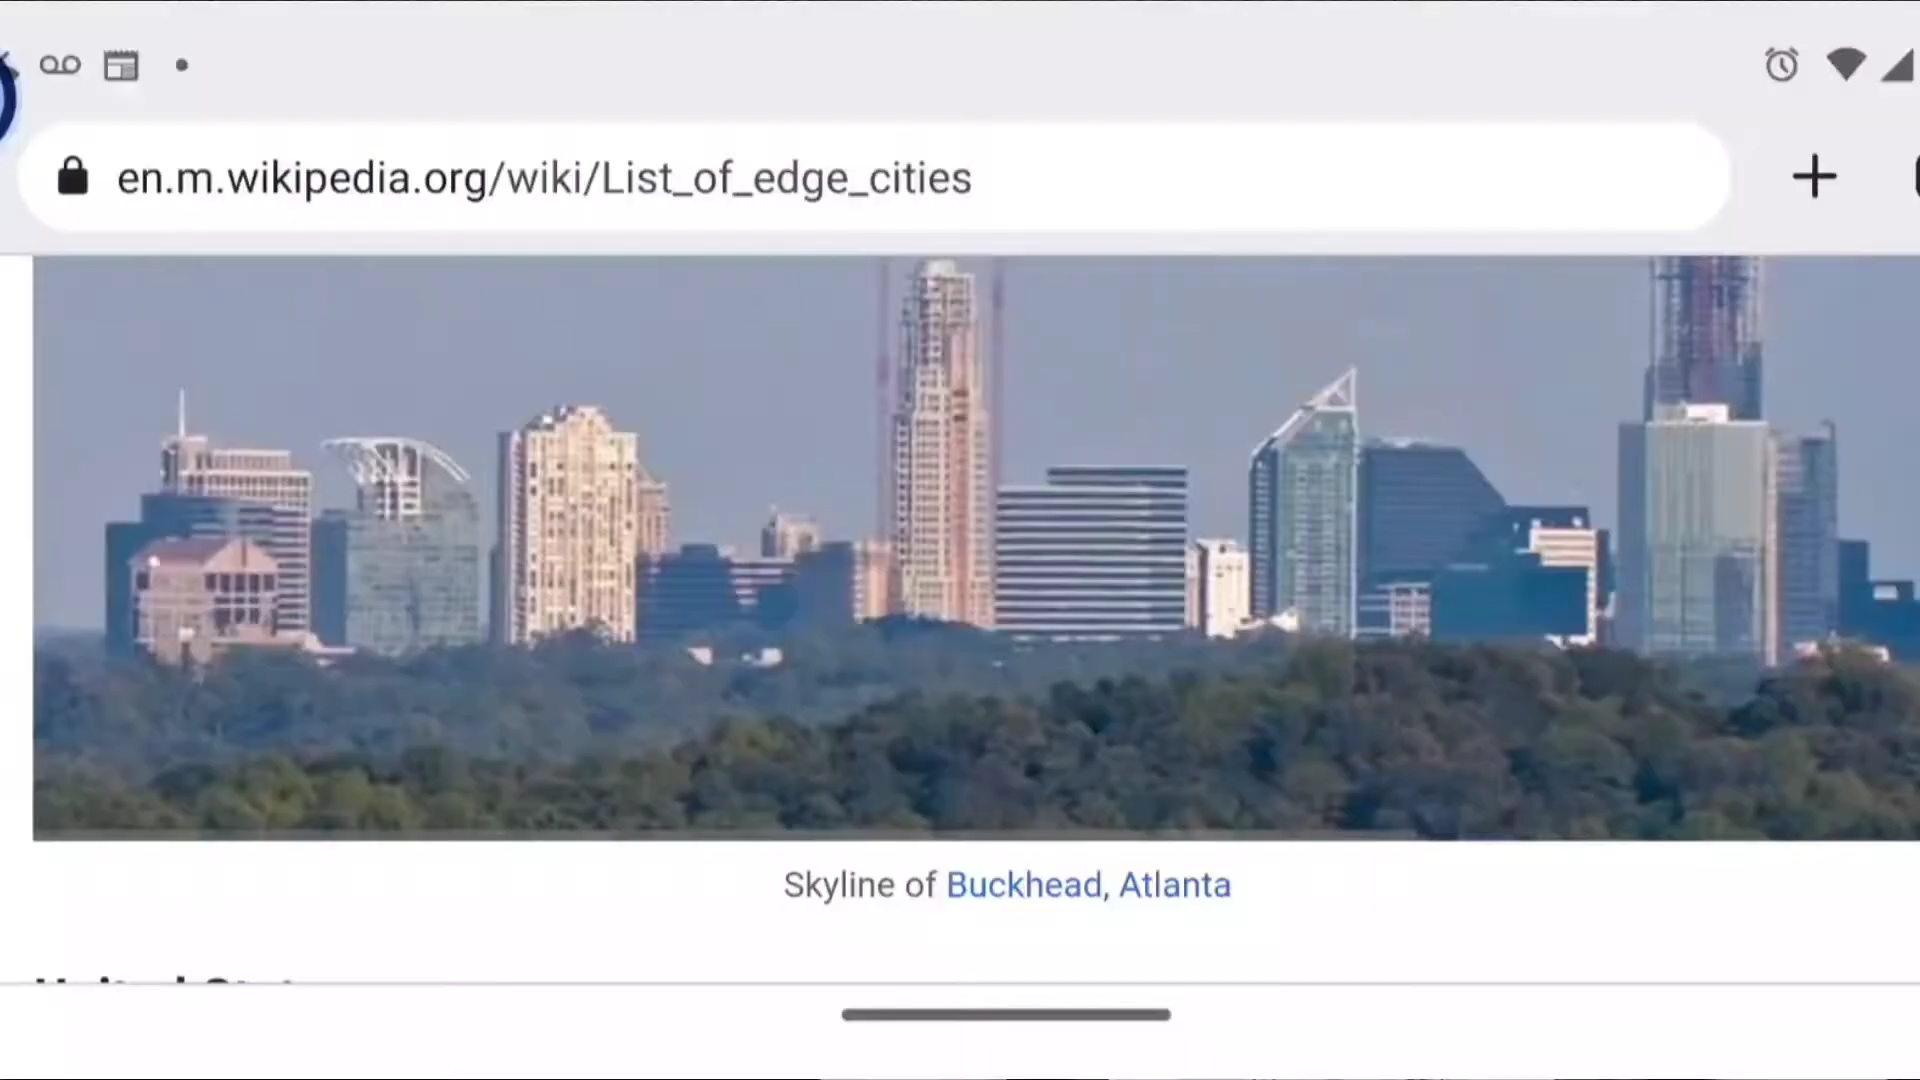 en.m.wikipedia.org/wiki/List_of_edge_cities
Skyline of Buckhead, Atlanta